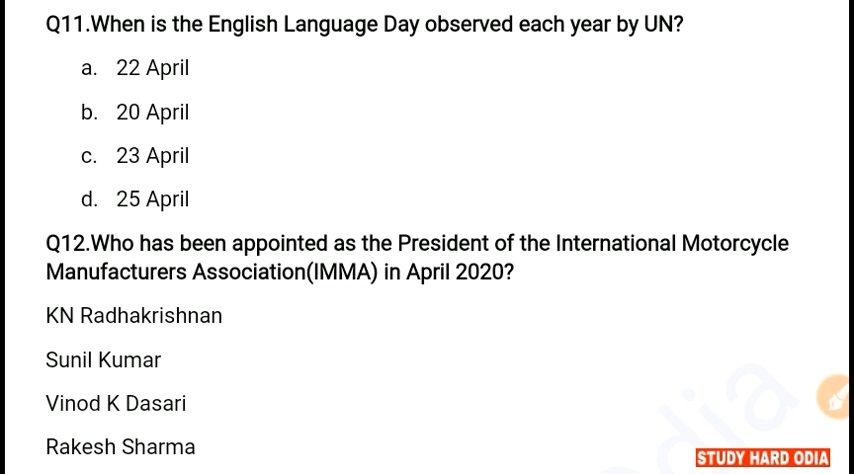 Q11.When is the English Language Day observed each year by UN?
a. 22 April
b. 20 April
c. 23 April
d. 25 April
Q12.Who has been appointed as the President of the International Motorcycle
Manufacturers Association(IMMA) in April 2020?
KN Radhakrishnan
Sunil Kumar
Vinod K Dasari
Rakesh Sharma
STUDY HARD ODIA